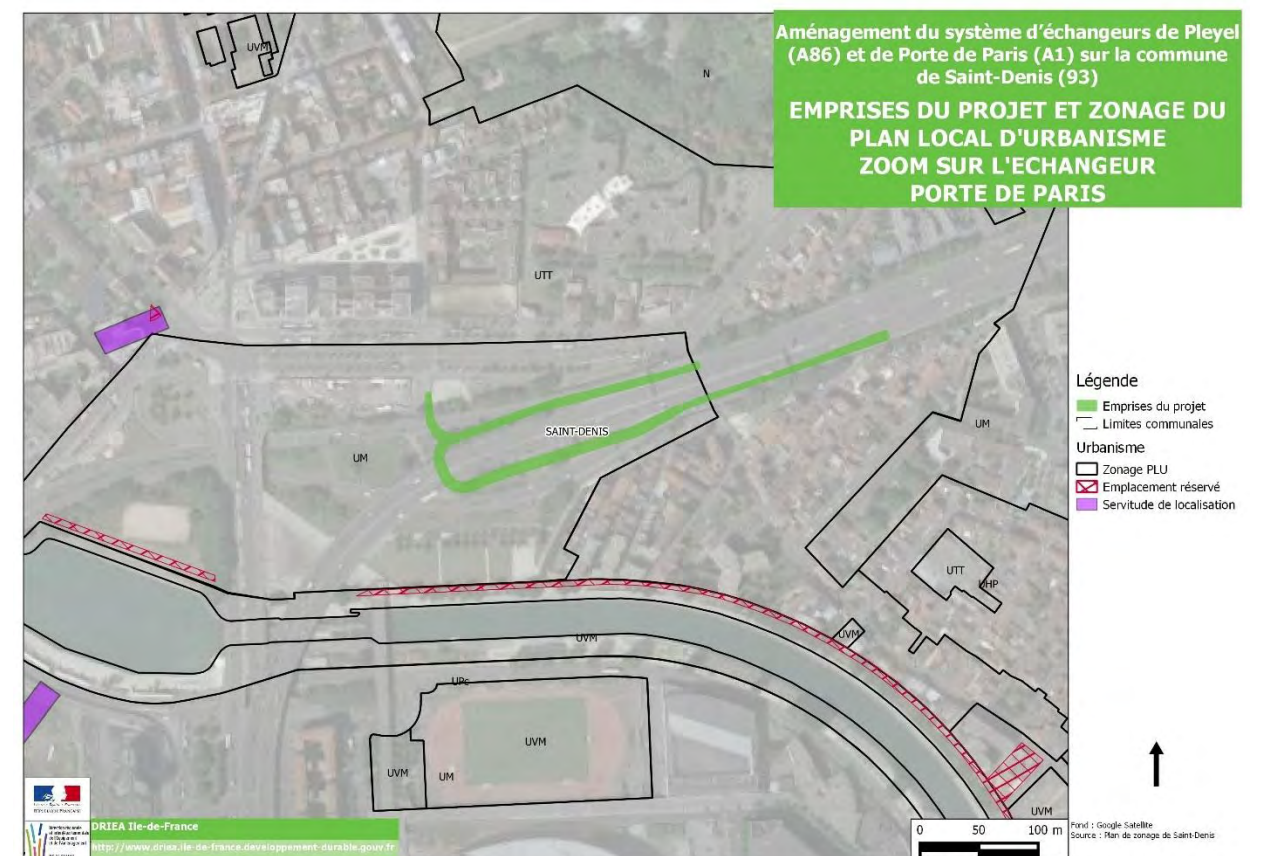 Aménagement du système d'échangeurs de Pleyel
(A86) et de Porte de Paris (A1) sur la commune
de Saint-Denis (93)
EMPRISES DU PROJET ET ZONAGE DU
PLAN LOCAL D'URBANISME
ZOOM SUR L'ECHANGEUR
PORTE DE PARIS
UVM
N
UTT
SAINT-DENIS
UM
UM
UTT
UHP
UVM
UVM
UPc
UVM
UVM
UM
UVM
Légende
Emprises du projet
Limites communales
Urbanisme
Zonage PLU
Emplacement réservé
Servitude de localisation
DRIEA Ile-de-France
http://www.driea.ile-de-france.developpement-durable.gouv.fr
0 50 100 m
Fond : Google Satellite
Source : Plan de zonage de Saint-Denis